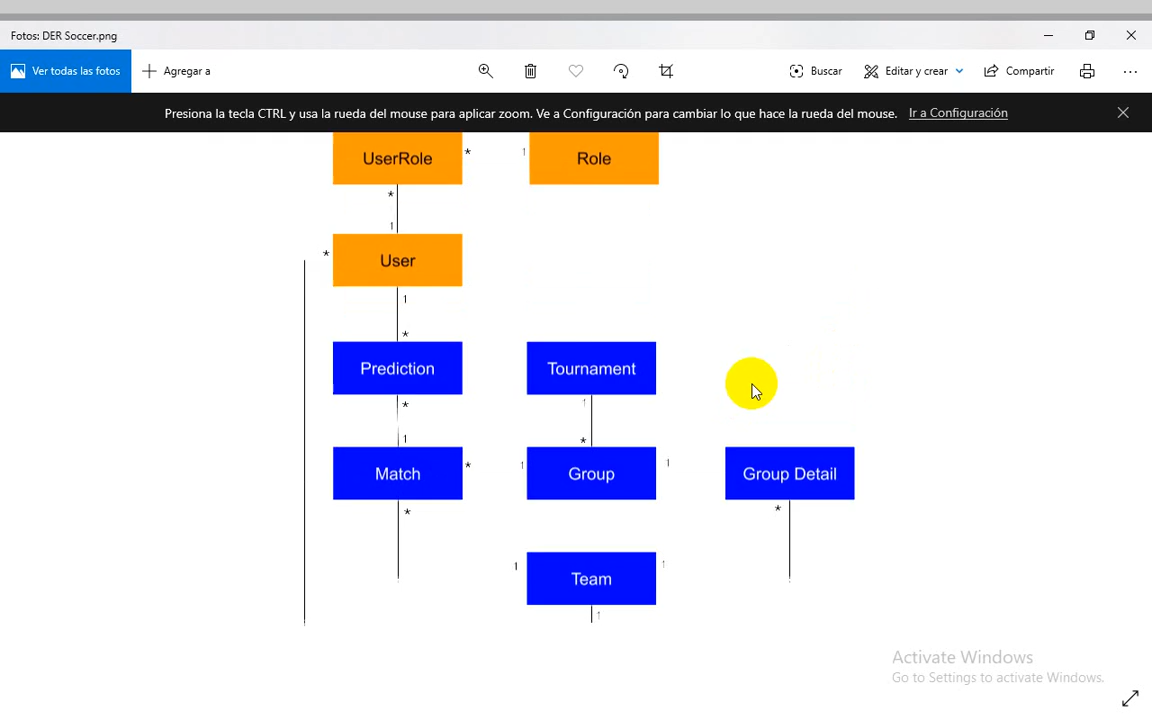 Fotos: DER Soccer.png
Ver todas las fotos
Agregar a
Buscar
Editar y crear
Compartir
Presiona la tecla CTRL y usa la rueda del mouse para aplicar zoom. Ve a Configuración para cambiar lo que hace la rueda del mouse. Ir a Configuración
UserRole * 1 Role
*
1
* User
1
*
Prediction Tournament
* 1
1 *
Match * 1 Group 1 Group Detail
* *
1 Team 1
1
Activate Windows
Go to Settings to activate Windows.